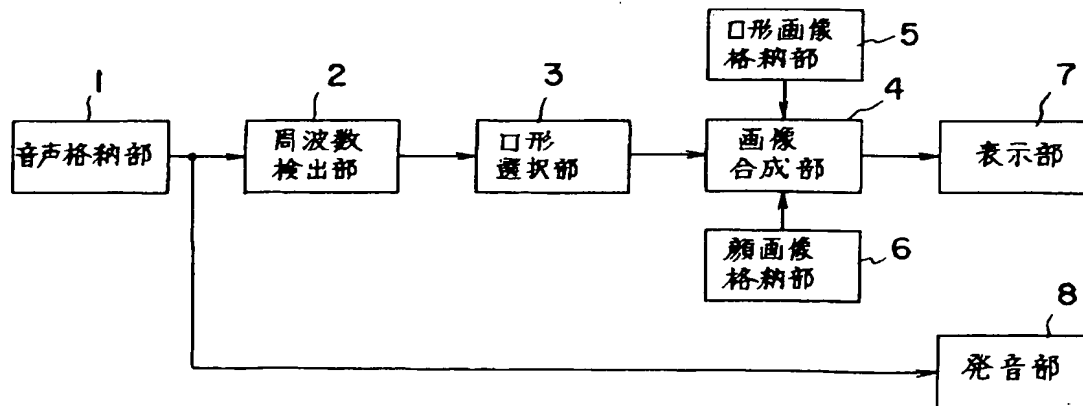 1
音声格納部
2
周波数
検出部
3
口形
選択部
口形画像
格納部
5
4
画像
合成部
顔画像
格納部
6
7
表示部
8
発音部